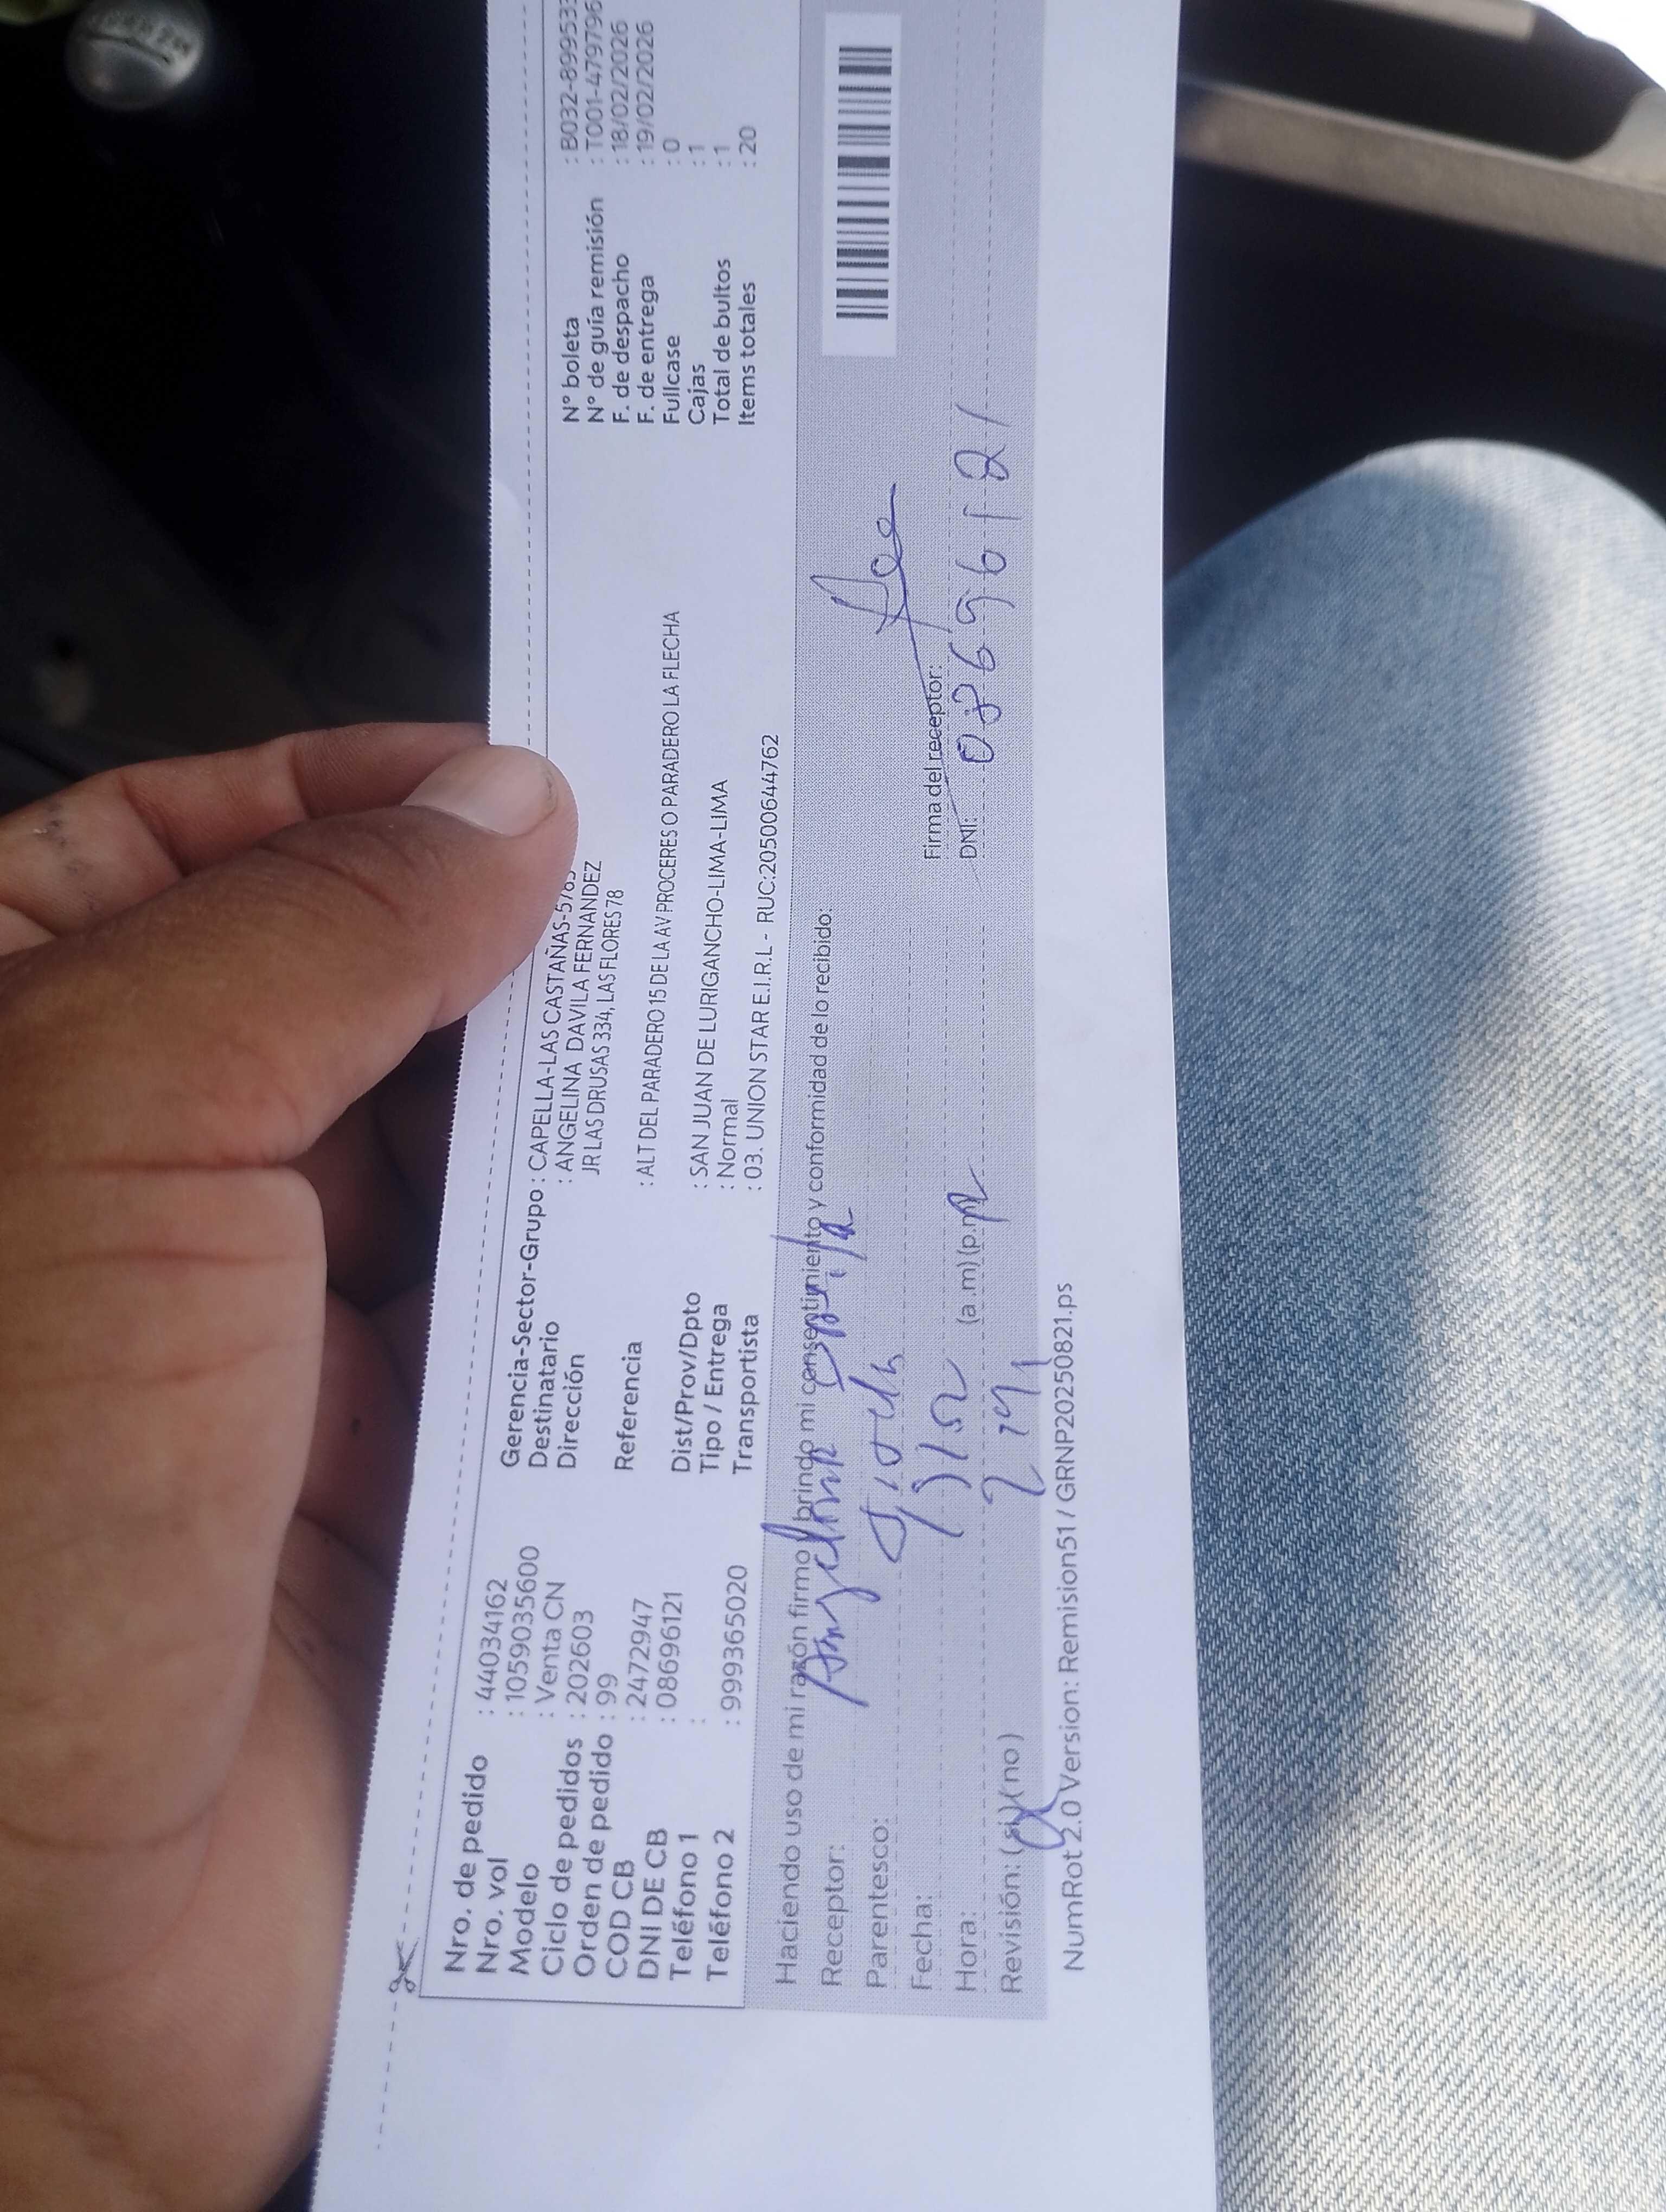 Nro. de pedido : 440341162
Nro. vol : 1059035600
Modelo : Venta CN
Ciclo de pedidos : 202603
Orden de pedido : 99
COD CB : 2472947
DNI DE CB : 08696121
Teléfono 1 :
Teléfono 2 : 999365020
Gerencia-Sector-Grupo : CAPELLA-LAS CASTAÑAS-
Destinatario : ANGELINA DAVILA FERNANDEZ
Dirección JR LAS DRUSAS 334, LAS FLORES 78
Referencia : ALT DEL PARADERO 15 DE LA AV PROCERES O PARADERO LA FLECHA
Dist/Prov/Dpto : SAN JUAN DE LURIGANCHO-LIMA-LIMA
Tipo / Entrega : Normal
Transportista : 03. UNION STAR E.I.R.L - RUC:20500644762
N° boleta : B032-899533
N° de guía remisión : T001-479796
F. de despacho : 18/02/2026
F. de entrega : 19/02/2026
Fullcase : 0
Cajas : 1
Total de bultos : 1
Items totales : 20
Haciendo uso de mi razón firmo y brindo mi consentimiento y conformidad de lo recibido:
Receptor: Angelina
Parentesco:
Fecha:
Hora: (a.m) (p.m)
Revisión: (si) (no)
Firma del receptor:
DNI: 08696121
NumRot 2.0 Version: Remision51 / GRNP20250821.ps